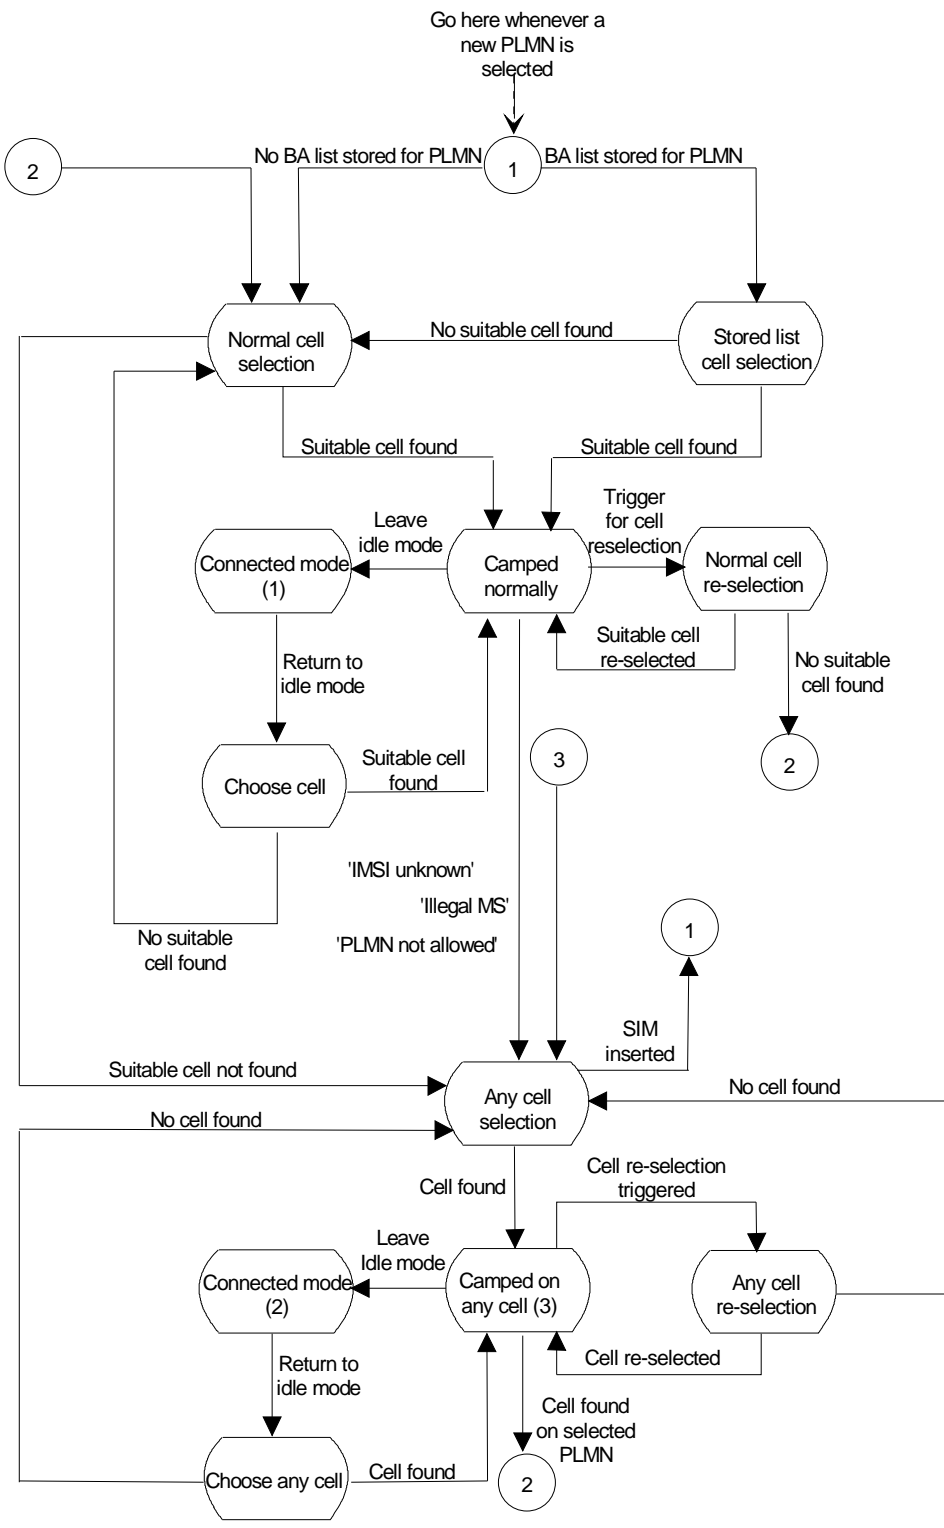 Go here whenever a
new PLMN is
selected
2
No BA list stored for PLMN
1
BA list stored for PLMN
Normal cell
selection
No suitable cell found
Stored list
cell selection
Suitable cell found
Suitable cell found
Leave
idle mode
Trigger
for cell
reselection
Connected mode
(1)
Camped
normally
Normal cell
re-selection
Return to
idle mode
Suitable cell
re-selected
No suitable
cell found
Choose cell
Suitable cell
found
3
2
'IMSI unknown'
'Illegal MS'
'PLMN not allowed'
No suitable
cell found
1
SIM
inserted
Suitable cell not found
Any cell
selection
No cell found
No cell found
Cell found
Cell re-selection
triggered
Leave
Idle mode
Connected mode
(2)
Camped on
any cell (3)
Any cell
re-selection
Return to
idle mode
Cell re-selected
Cell found
on selected
PLMN
Choose any cell
Cell found
2